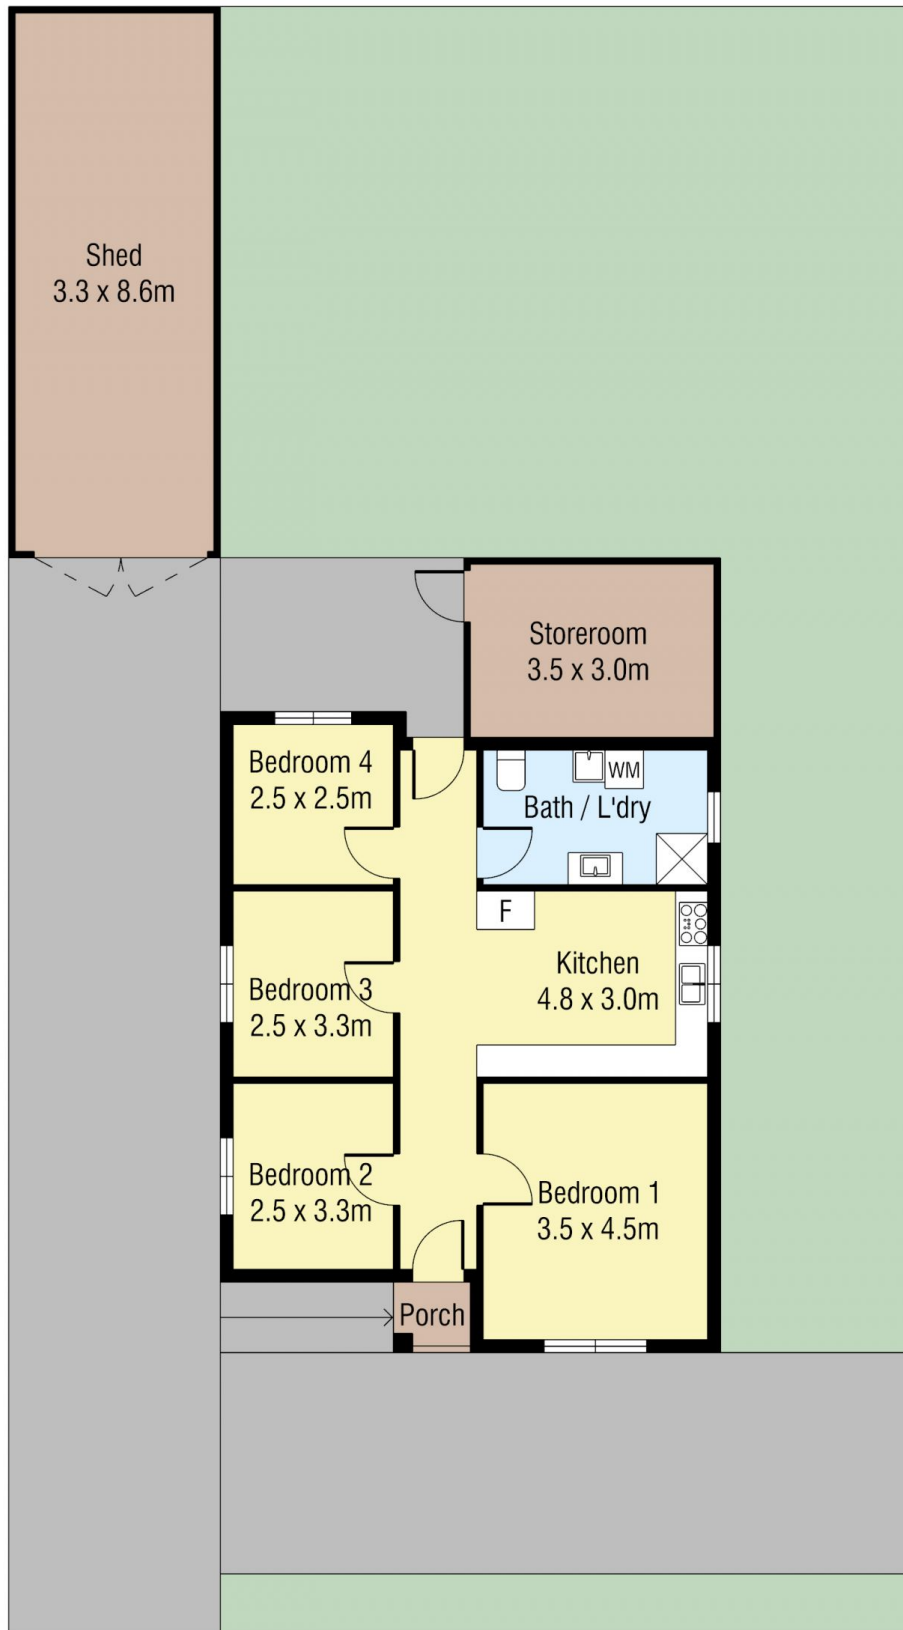 Shed
3.3 x 8.6m
Storeroom
3.5 x 3.0m
Bedroom 4
2.5 x 2.5m
WM
Bath / L'dry
F
Kitchen
4.8 x 3.0m
Bedroom 3
2.5 x 3.3m
Bedroom 2
2.5 x 3.3m
Bedroom 1
3.5 x 4.5m
Porch